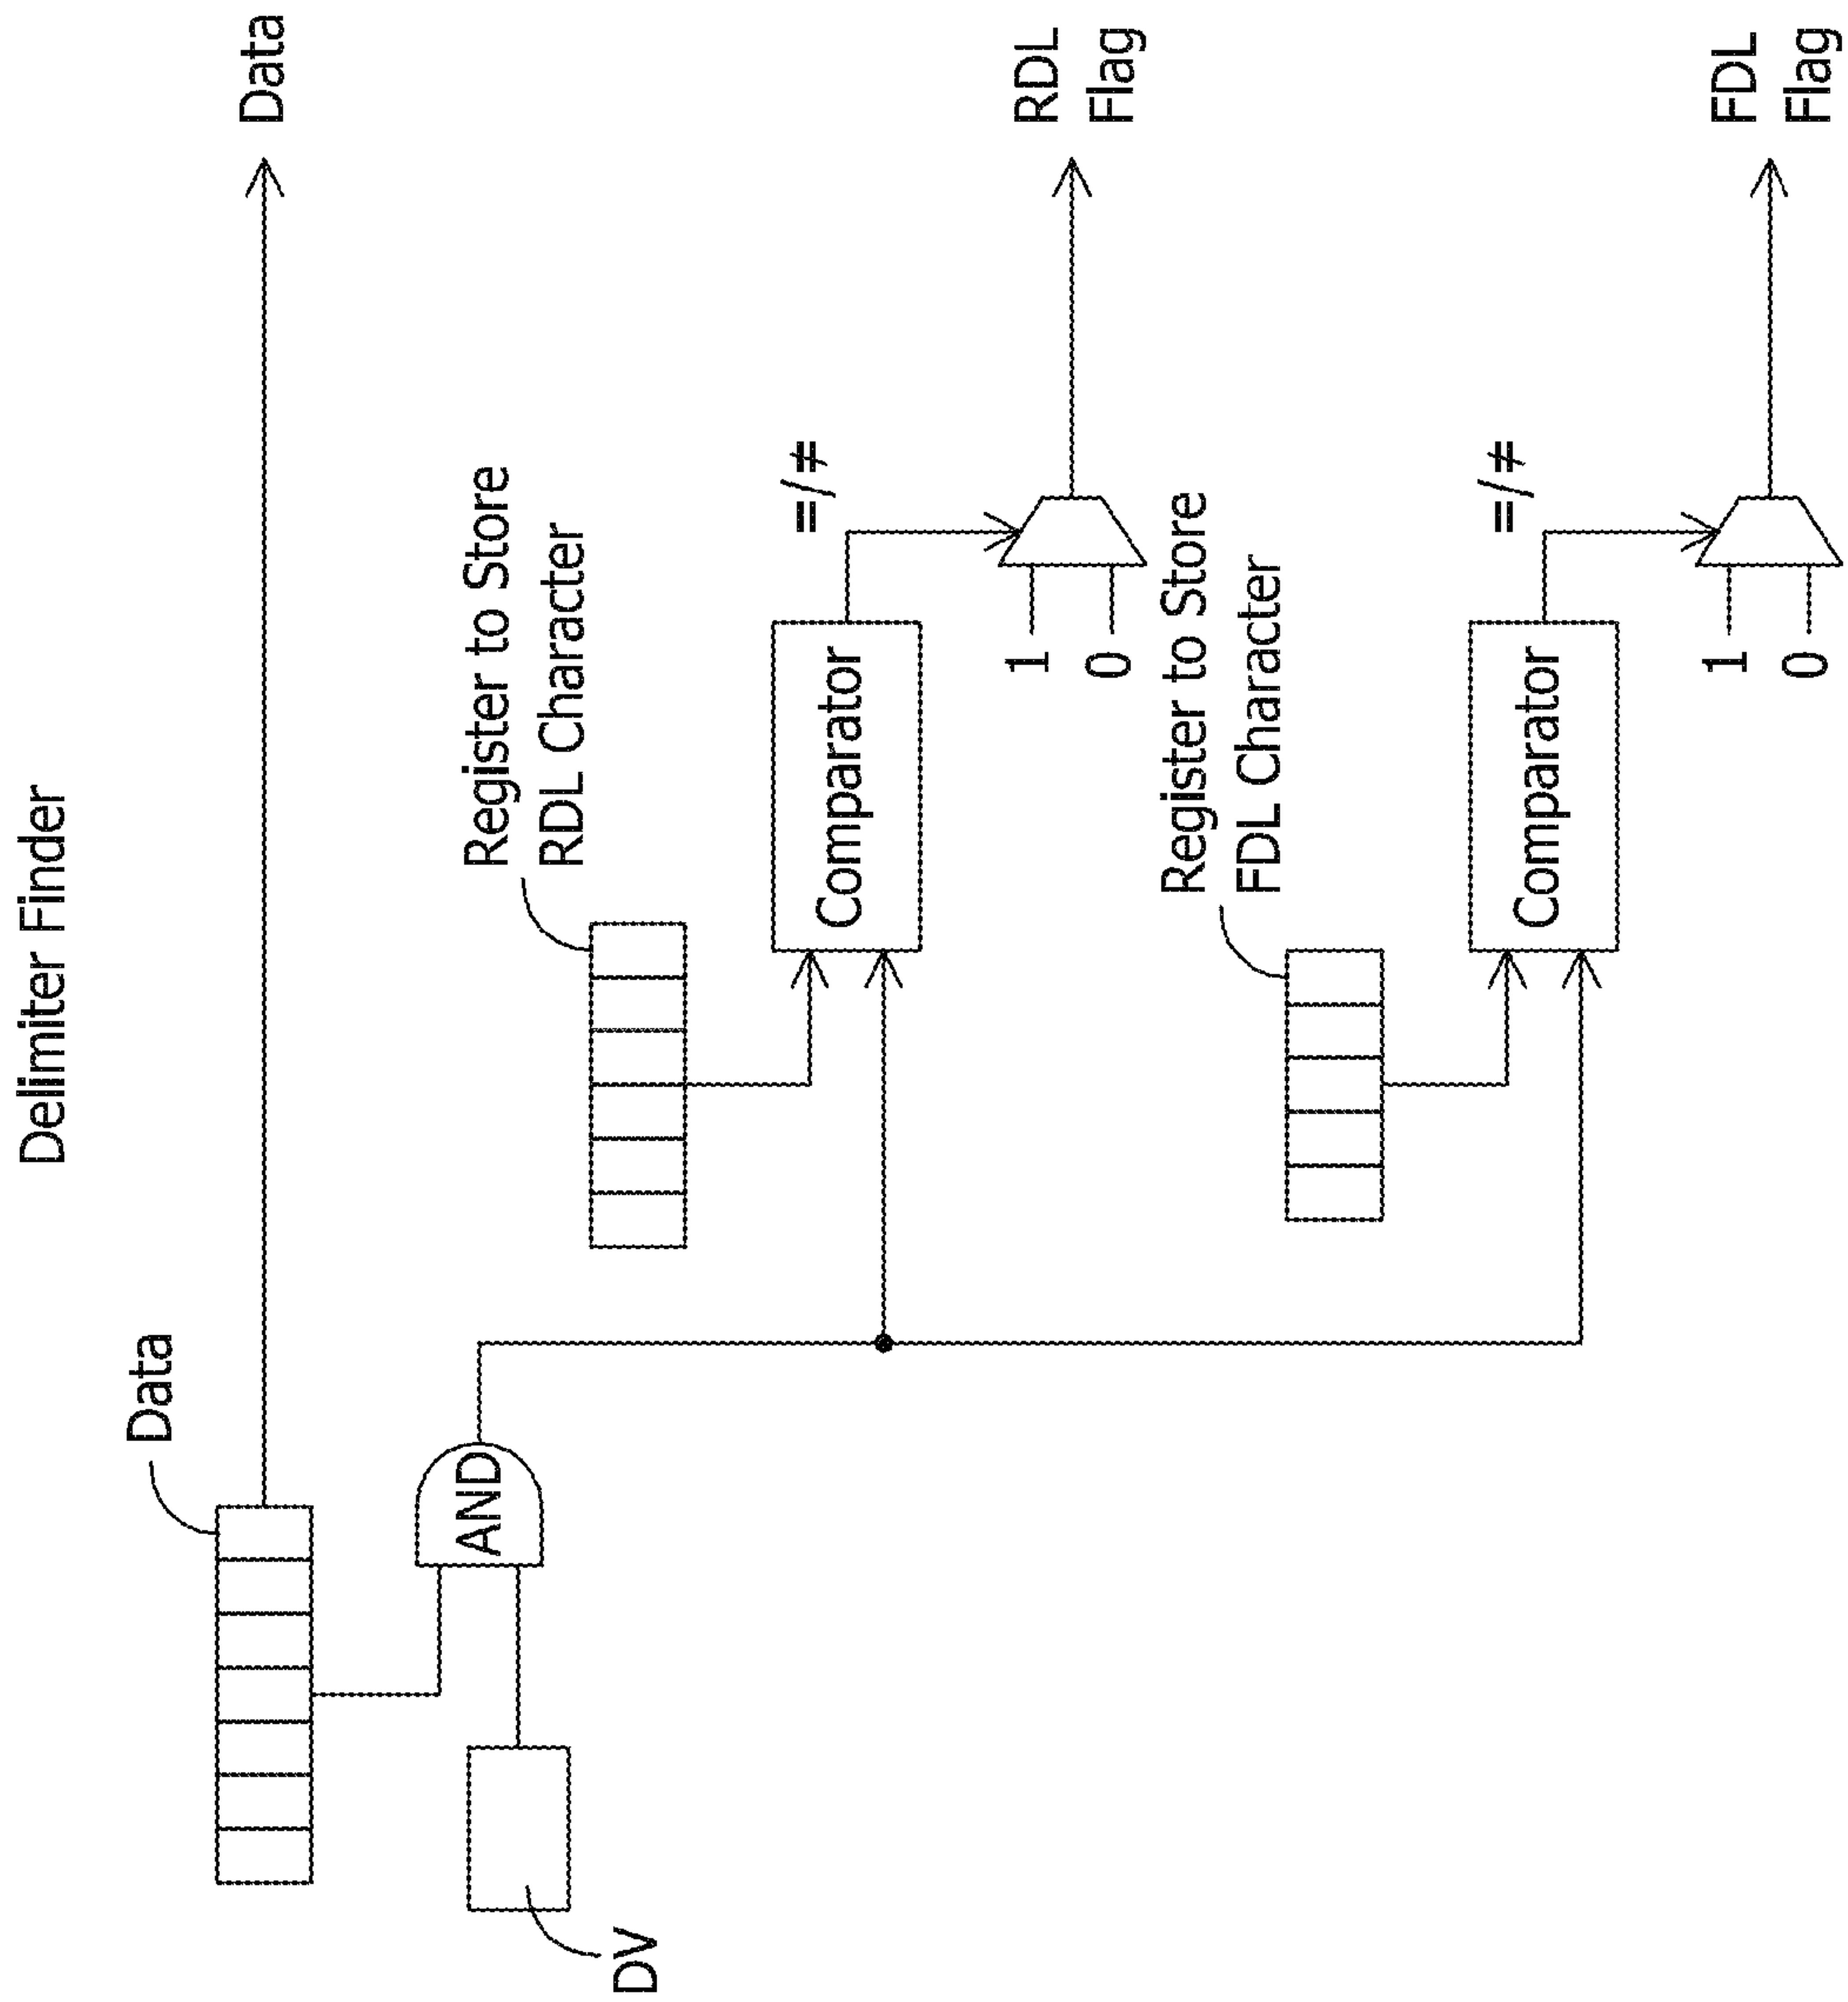 Delimiter Finder
Data
Data
DV
AND
Register to Store
RDL Character
Comparator
=/≠
1
0
RDL
Flag
Register to Store
FDL Character
Comparator
=/≠
1
0
FDL
Flag